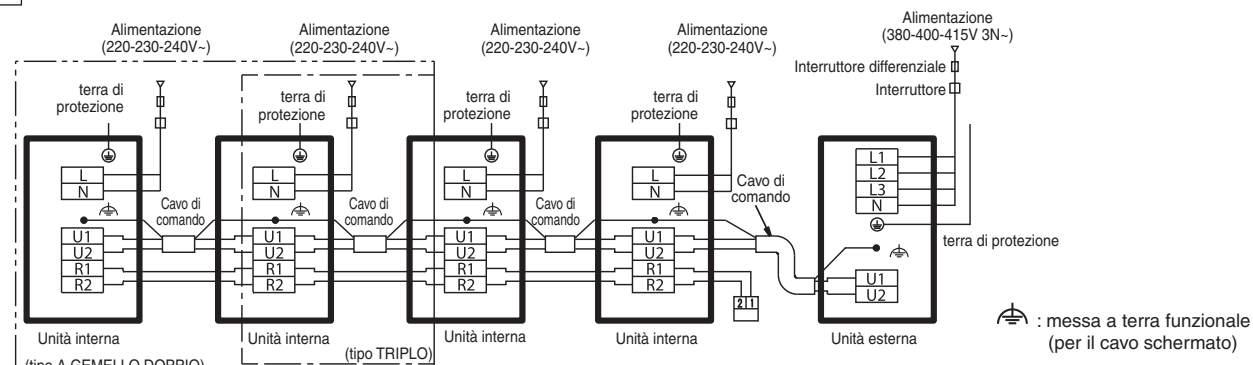 Alimentazione
(220-230-240V~)
Alimentazione
(220-230-240V~)
Alimentazione
(220-230-240V~)
Alimentazione
(220-230-240V~)
Alimentazione
(380-400-415V 3N~)
Interruttore differenziale
Interruttore
terra di
protezione
terra di
protezione
terra di
protezione
terra di
protezione
L
N
L
N
L
N
L
N
L1
L2
L3
N
Cavo di
comando
Cavo di
comando
Cavo di
comando
Cavo di
comando
terra di protezione
U1
U2
R1
R2
U1
U2
R1
R2
U1
U2
R1
R2
U1
U2
R1
R2
2 1
U1
U2
Unità interna
Unità interna
Unità interna
Unità interna
Unità esterna
(tipo A GEMELLO DOPPIO)
(tipo TRIPLO)
: messa a terra funzionale
(per il cavo schermato)